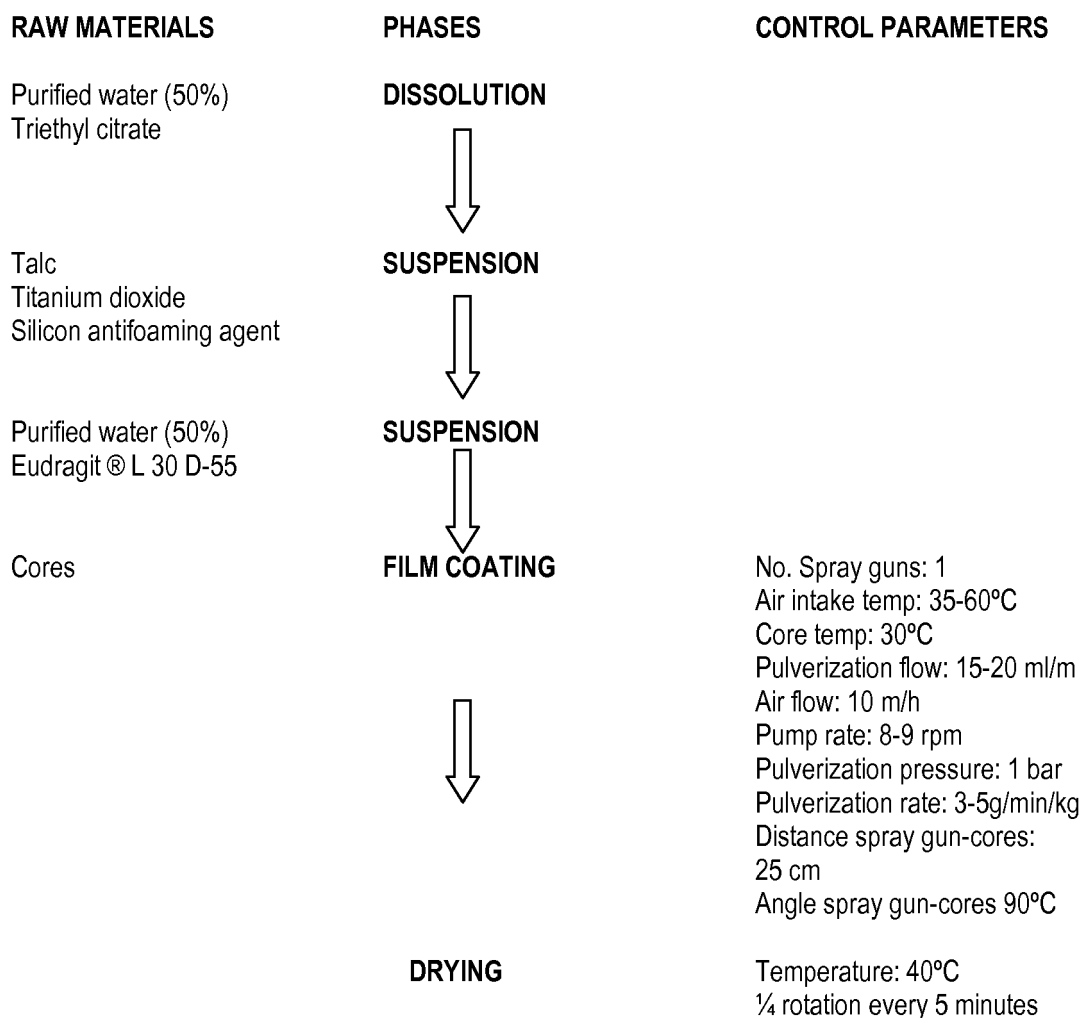 RAW MATERIALS PHASES CONTROL PARAMETERS
Purified water (50%) DISSOLUTION
Triethyl citrate
Talc SUSPENSION
Titanium dioxide
Silicon antifoaming agent
Purified water (50%) SUSPENSION
Eudragit ® L 30 D-55
Cores FILM COATING No. Spray guns: 1
Air intake temp: 35-60ºC
Core temp: 30ºC
Pulverization flow: 15-20 ml/m
Air flow: 10 m/h
Pump rate: 8-9 rpm
Pulverization pressure: 1 bar
Pulverization rate: 3-5g/min/kg
Distance spray gun-cores:
25 cm
Angle spray gun-cores 90ºC
DRYING Temperature: 40ºC
¼ rotation every 5 minutes